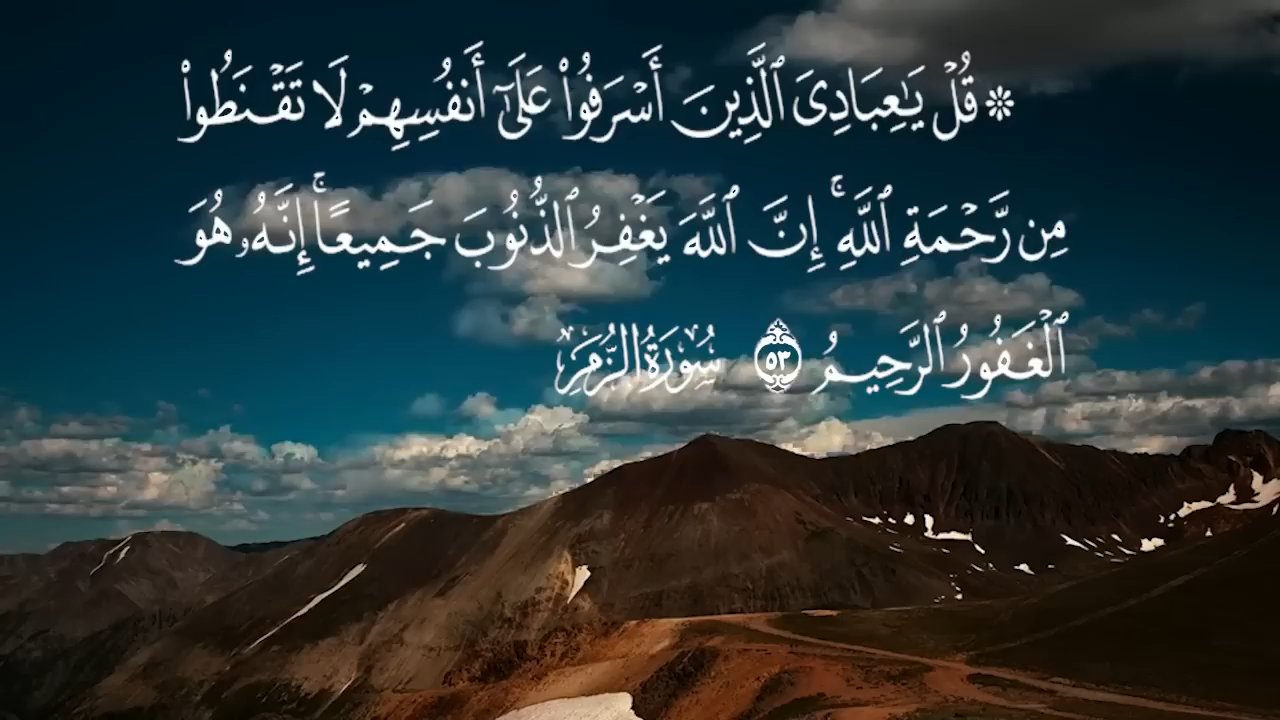 ۞ قُلْ يَٰعِبَادِىَ ٱلَّذِينَ أَسْرَفُوا۟ عَلَىٰٓ أَنفُسِهِمْ لَا تَقْنَطُوا۟
مِن رَّحْمَةِ ٱللَّهِ ۚ إِنَّ ٱللَّهَ يَغْفِرُ ٱلذُّنُوبَ جَمِيعًا ۚ إِنَّهُۥ هُوَ
ٱلْغَفُورُ ٱلرَّحِيمُ ۝٥٣ سُورَةُ الزُّمَر